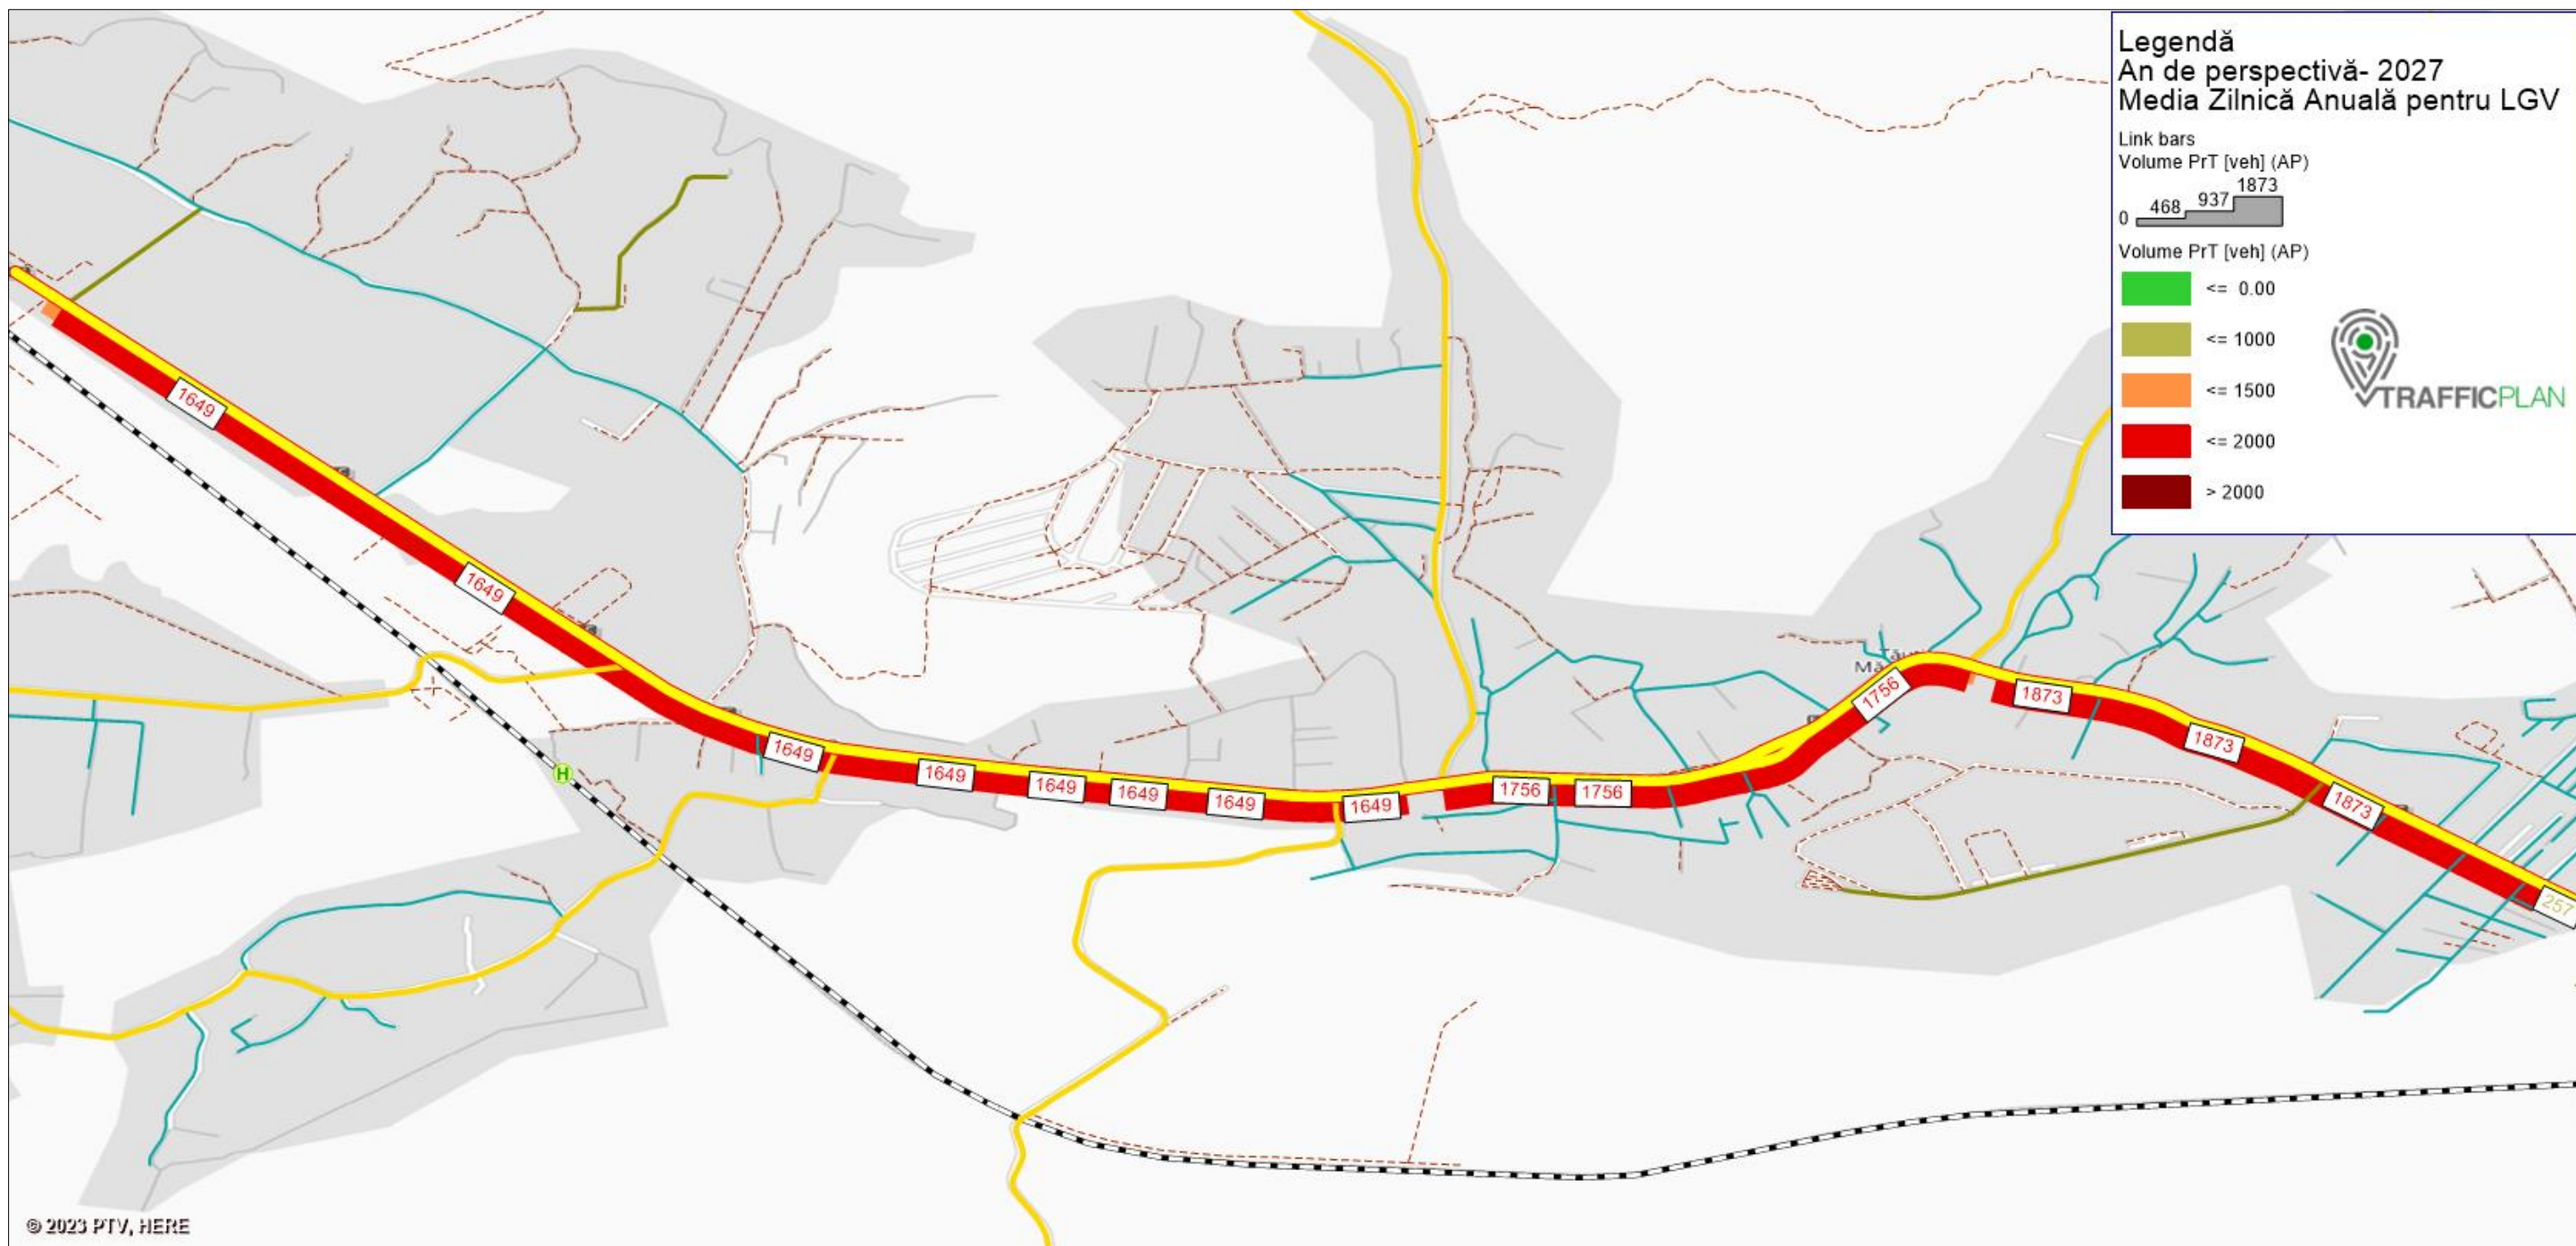 Legendă
An de perspectivă- 2027
Media Zilnică Anuală pentru LGV
Link bars
Volume PrT [veh] (AP)
0 468 937 1873
Volume PrT [veh] (AP)
<= 0.00
<= 1000
<= 1500
<= 2000
> 2000
TRAFFICPLAN
1649
1649
1649
1649
1649
1649
1649
1649
1756
1756
1756
1873
1873
1873
257
H
© 2023 PTV, HERE